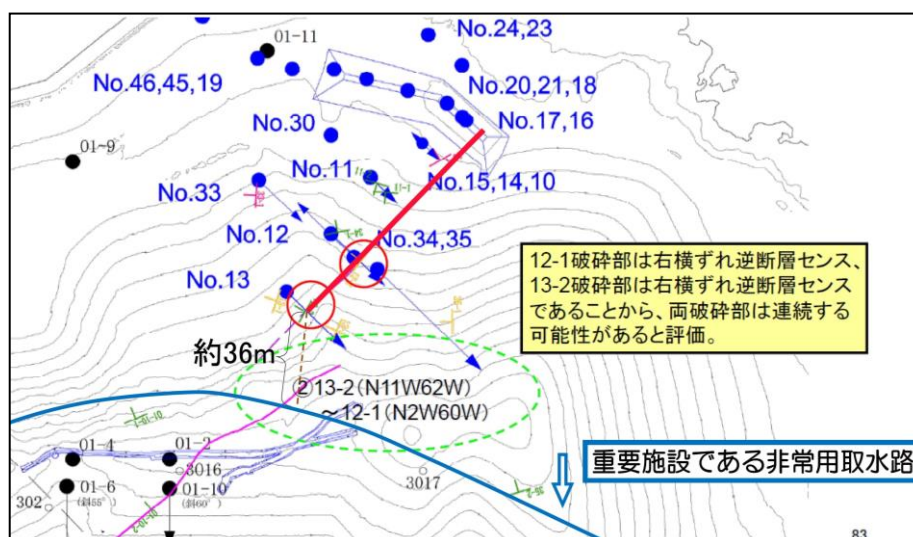 01-11
No.24,23
No.46,45,19
No.20,21,18
No.17,16
No.30
01-9
No.11
No.15,14,10
No.33
No.12
No.34,35
No.13
12-1破砕部は右横ずれ逆断層センス、
13-2破砕部は右横ずれ逆断層センス
であることから、両破砕部は連続する
可能性があると評価。
約36m
②13-2(N11W62W)
～12-1(N2W60W)
重要施設である非常用取水路
01-4
01-2
3016
01-6
(斜55°)
01-10
(斜60°)
302
3017
83